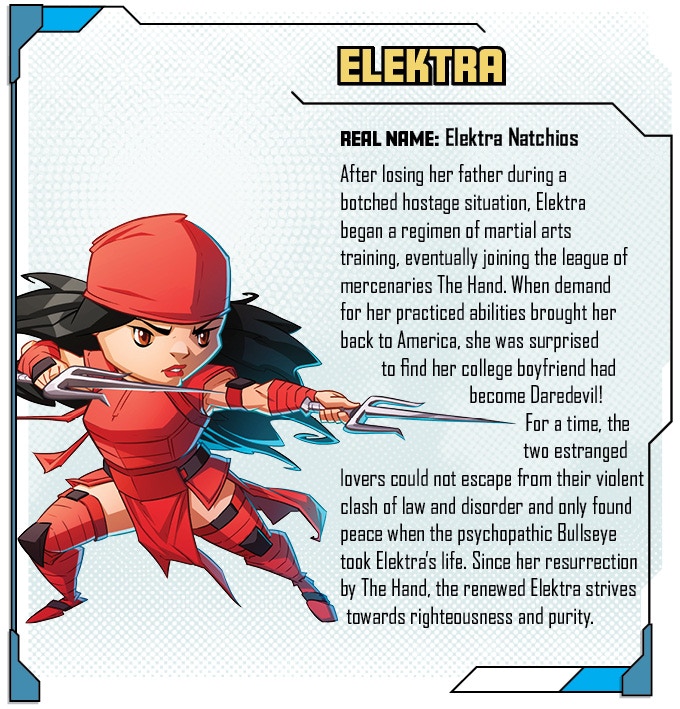 ELEKTRA
REAL NAME: Elektra Natchios
After losing her father during a
botched hostage situation, Elektra
began a regimen of martial arts
training, eventually joining the league of
mercenaries The Hand. When demand
for her practiced abilities brought her
back to America, she was surprised
to find her college boyfriend had
become Daredevil!
For a time, the
two estranged
lovers could not escape from their violent
clash of law and disorder and only found
peace when the psychopathic Bullseye
took Elektra's life. Since her resurrection
by The Hand, the renewed Elektra strives
towards righteousness and purity.